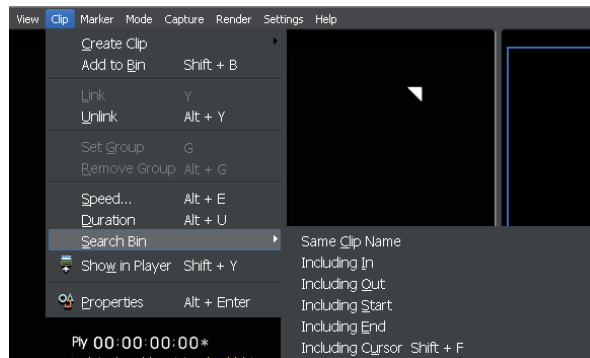 View Clip Marker Mode Capture Render Settings Help
Create Clip
Add to Bin Shift + B
Link Y
Unlink Alt + Y
Set Group G
Remove Group Alt + G
Speed... Alt + E
Duration Alt + U
Search Bin
Same Clip Name
Show in Player Shift + Y
Including In
Including Out
Properties Alt + Enter
Including Start
Including End
Ply 00:00:00:00*
Including Cursor Shift + F